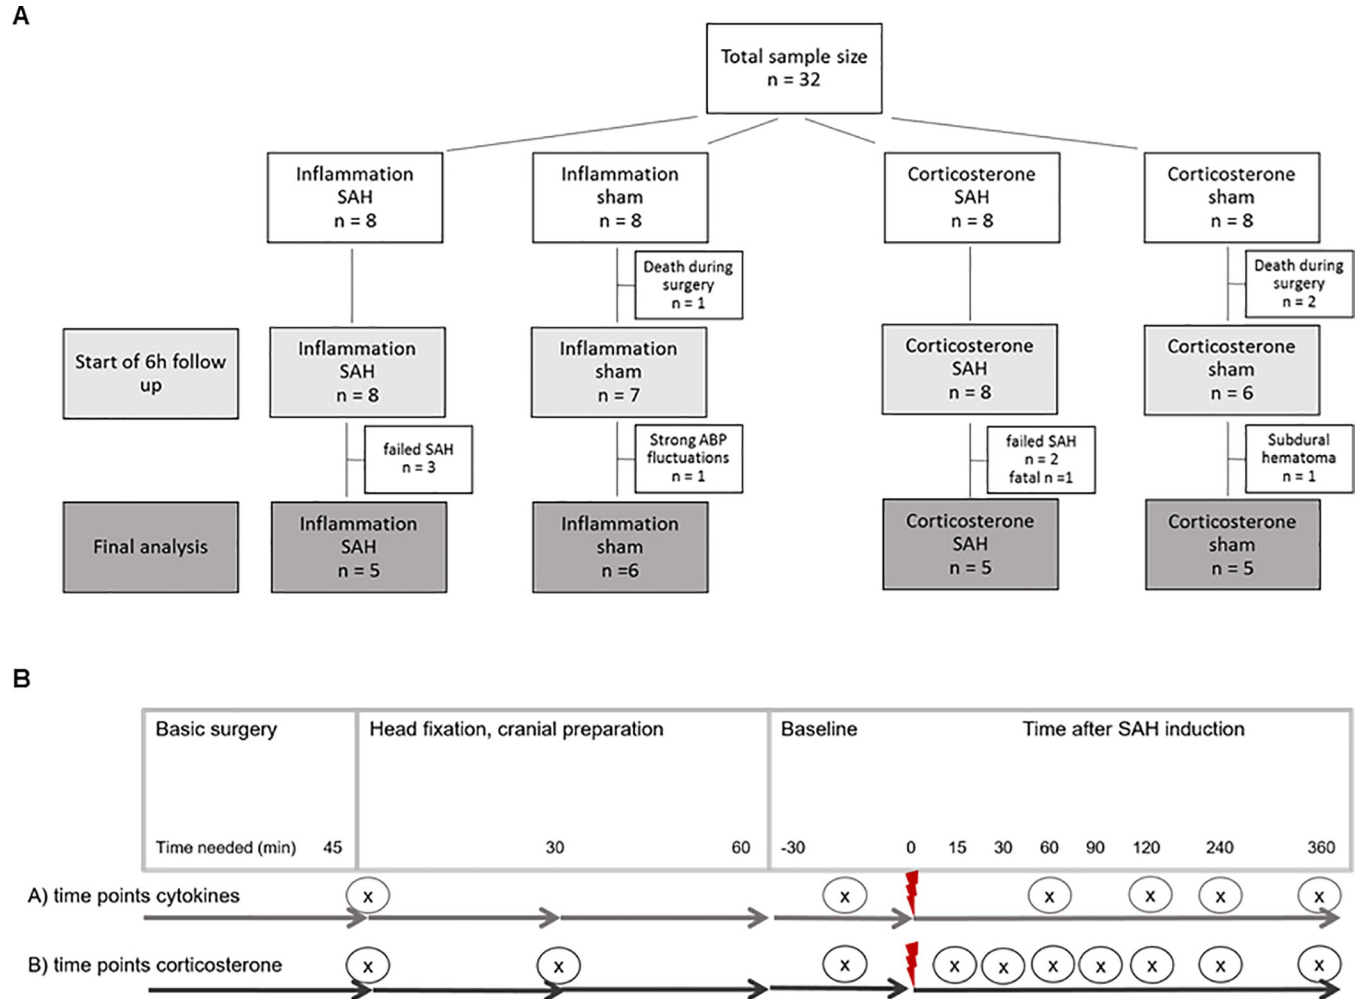 A
Total sample size
n = 32
Inflammation
SAH
n = 8
Inflammation
sham
n = 8
Corticosterone
SAH
n = 8
Corticosterone
sham
n = 8
Death during
surgery
n = 1
Death during
surgery
n = 2
Start of 6h follow
up
Inflammation
SAH
n = 8
Inflammation
sham
n = 7
Corticosterone
SAH
n = 8
Corticosterone
sham
n = 6
failed SAH
n = 3
Strong ABP
fluctuations
n = 1
failed SAH
n = 2
fatal n =1
Subdural
hematoma
n = 1
Final analysis
Inflammation
SAH
n = 5
Inflammation
sham
n =6
Corticosterone
SAH
n = 5
Corticosterone
sham
n = 5
B
Basic surgery
Head fixation, cranial preparation
Baseline
Time after SAH induction
Time needed (min) 45 30 60 -30 0 15 30 60 90 120 240 360
A) time points cytokines x x x x x x
B) time points corticosterone x x x x x x x x x x